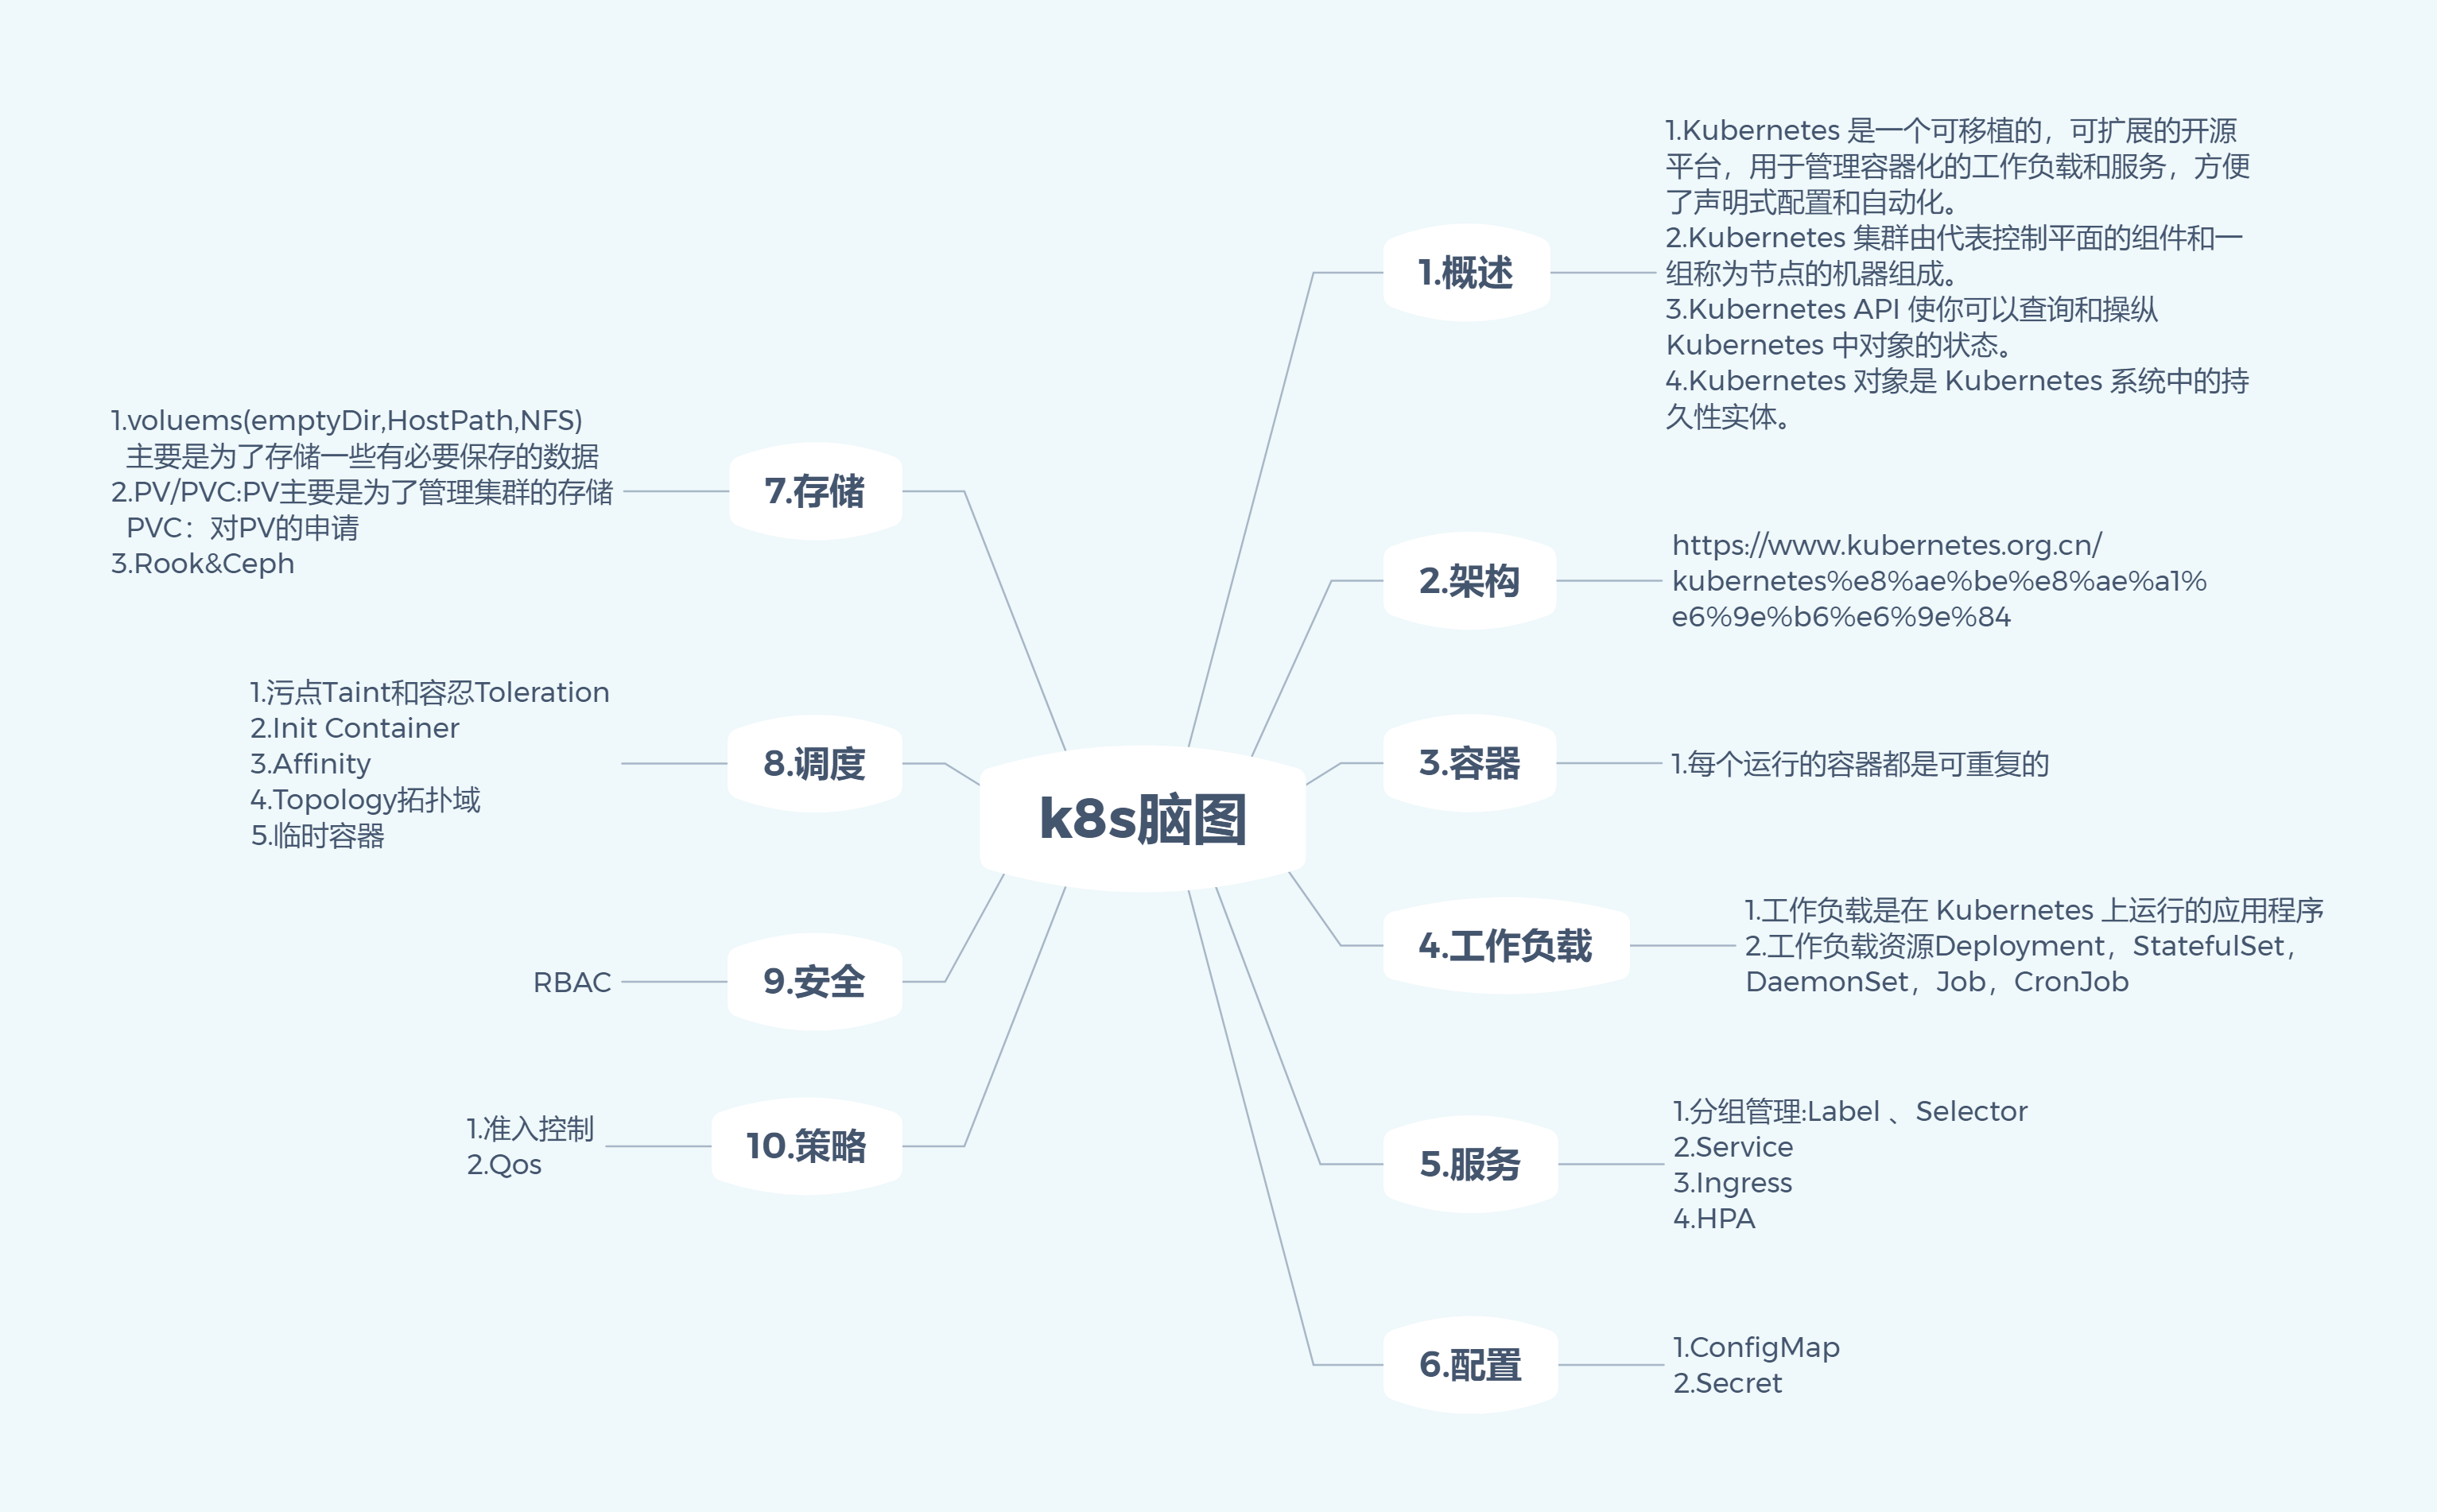 k8s脑图
1.概述
1.Kubernetes 是一个可移植的，可扩展的开源
平台，用于管理容器化的工作负载和服务，方便
了声明式配置和自动化。
2.Kubernetes 集群由代表控制平面的组件和一
组称为节点的机器组成。
3.Kubernetes API 使你可以查询和操纵
Kubernetes 中对象的状态。
4.Kubernetes 对象是 Kubernetes 系统中的持
久性实体。
2.架构
https://www.kubernetes.org.cn/
kubernetes%e8%ae%be%e8%ae%a1%
e6%9e%b6%e6%9e%84
3.容器
1.每个运行的容器都是可重复的
4.工作负载
1.工作负载是在 Kubernetes 上运行的应用程序
2.工作负载资源Deployment，StatefulSet，
DaemonSet，Job，CronJob
5.服务
1.分组管理:Label 、Selector
2.Service
3.Ingress
4.HPA
6.配置
1.ConfigMap
2.Secret
7.存储
1.voluems(emptyDir,HostPath,NFS)
主要是为了存储一些有必要保存的数据
2.PV/PVC:PV主要是为了管理集群的存储
PVC：对PV的申请
3.Rook&Ceph
8.调度
1.污点Taint和容忍Toleration
2.Init Container
3.Affinity
4.Topology拓扑域
5.临时容器
9.安全
RBAC
10.策略
1.准入控制
2.Qos